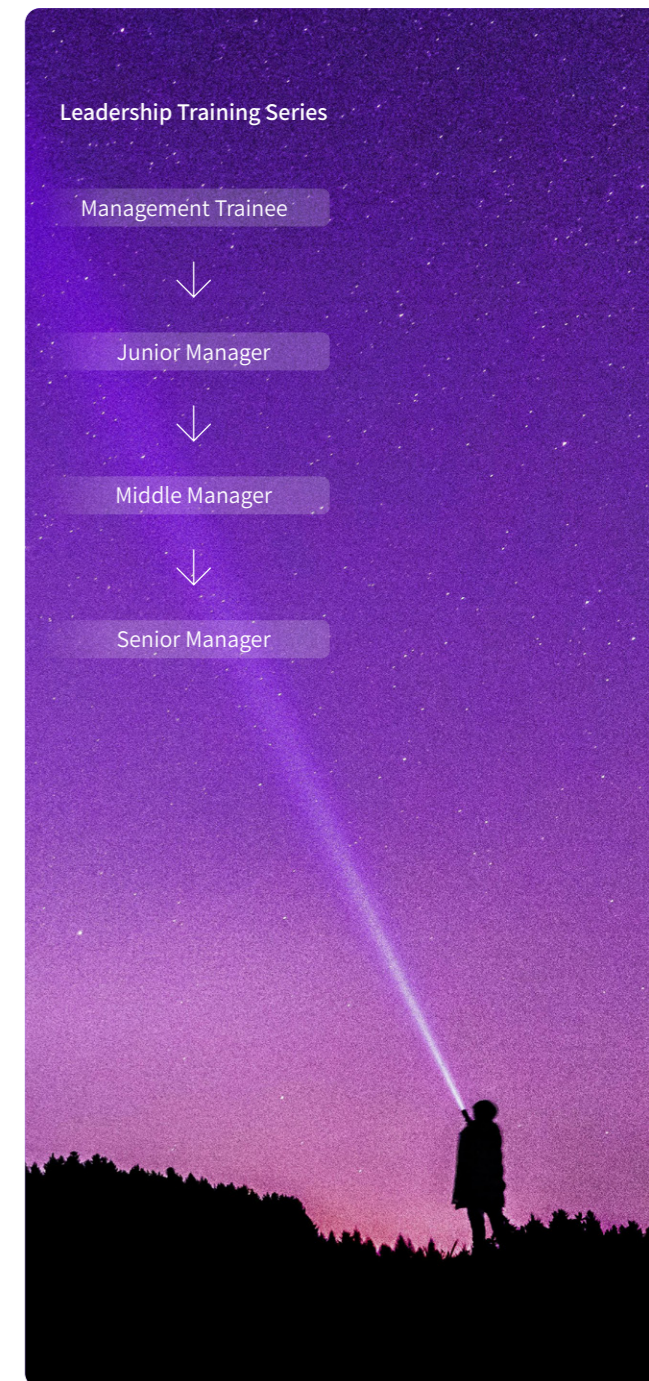 Leadership Training Series
Management Trainee
Junior Manager
Middle Manager
Senior Manager